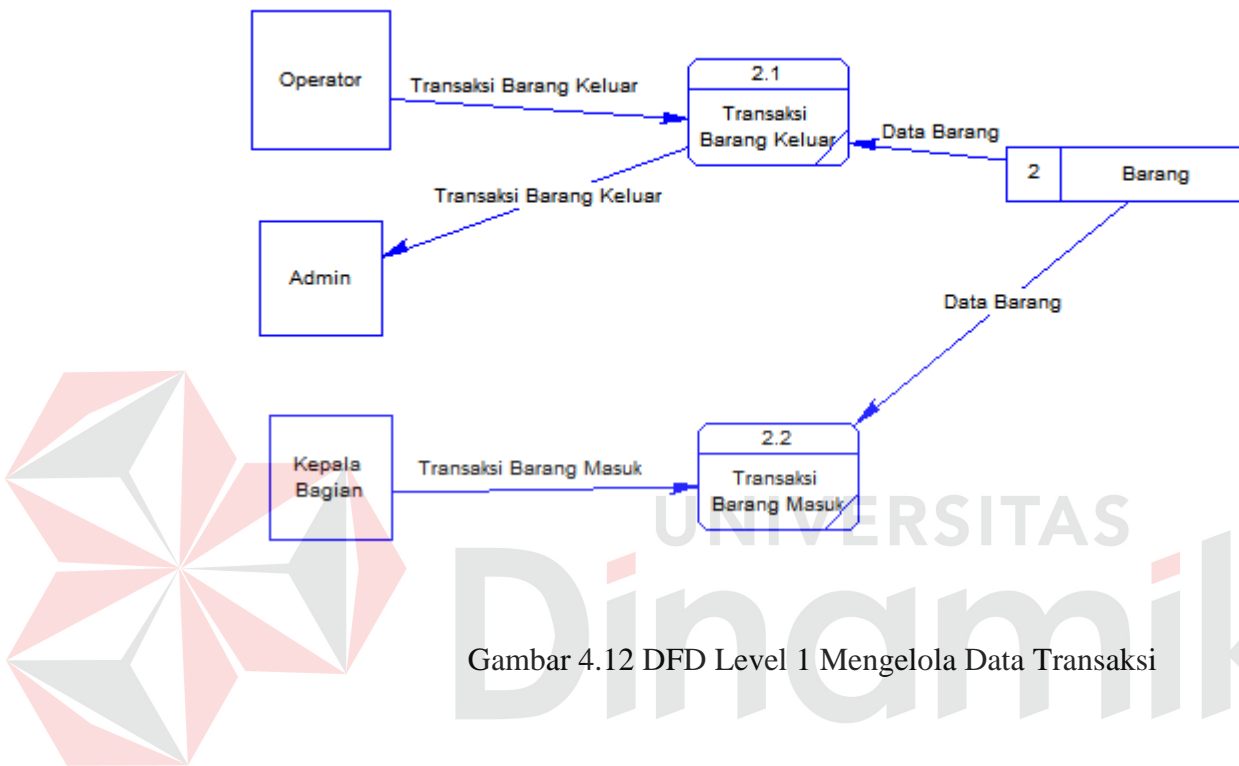 Operator
Transaksi Barang Keluar
2.1
Transaksi
Barang Keluar
Data Barang
2
Barang
Transaksi Barang Keluar
Admin
Data Barang
Kepala
Bagian
Transaksi Barang Masuk
2.2
Transaksi
Barang Masuk
UNIVERSITAS
Dinamik
Gambar 4.12 DFD Level 1 Mengelola Data Transaksi